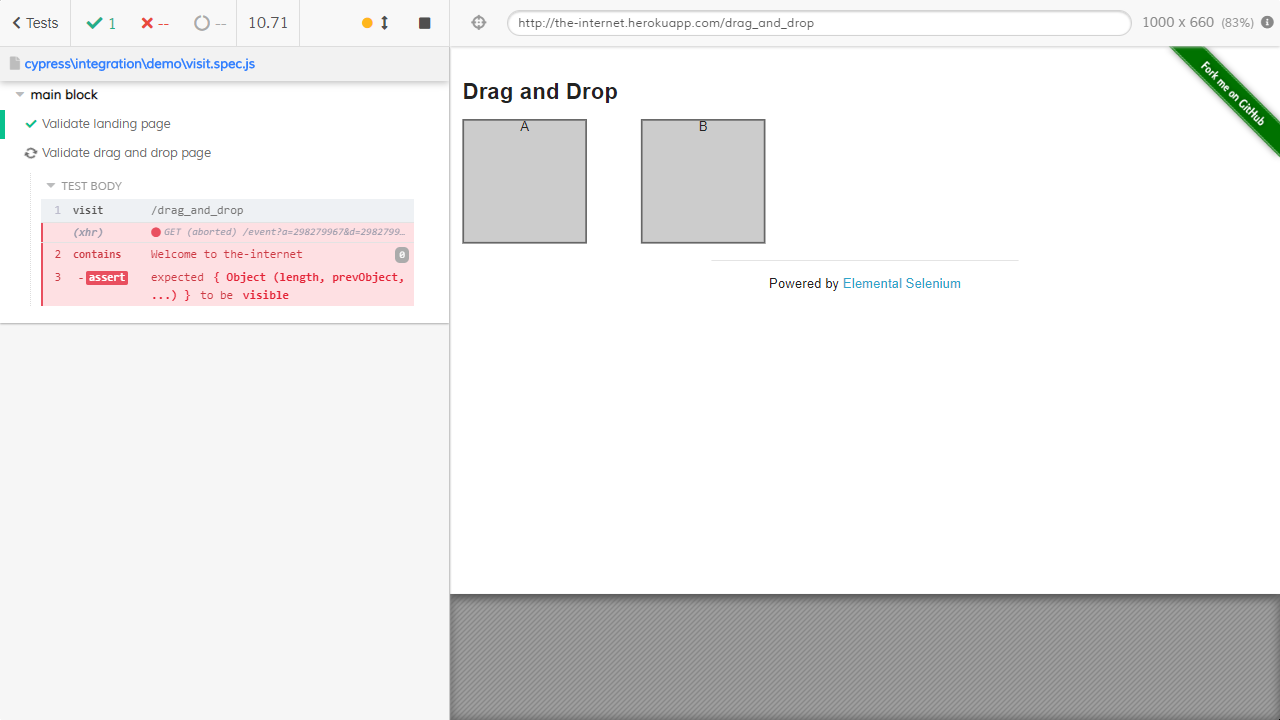 Tests
1
--
--
10.71
http://the-internet.herokuapp.com/drag_and_drop
1000 x 660 (83%)
cypress\integration\demo\visit.spec.js
main block
Validate landing page
Validate drag and drop page
TEST BODY
1 visit /drag_and_drop
(xhr) GET (aborted) /event?a=298279967&d=2982799…
2 contains Welcome to the-internet 0
3 -assert expected { Object (length, prevObject,
...) } to be visible
Drag and Drop
A
B
Powered by Elemental Selenium
Fork me on GitHub